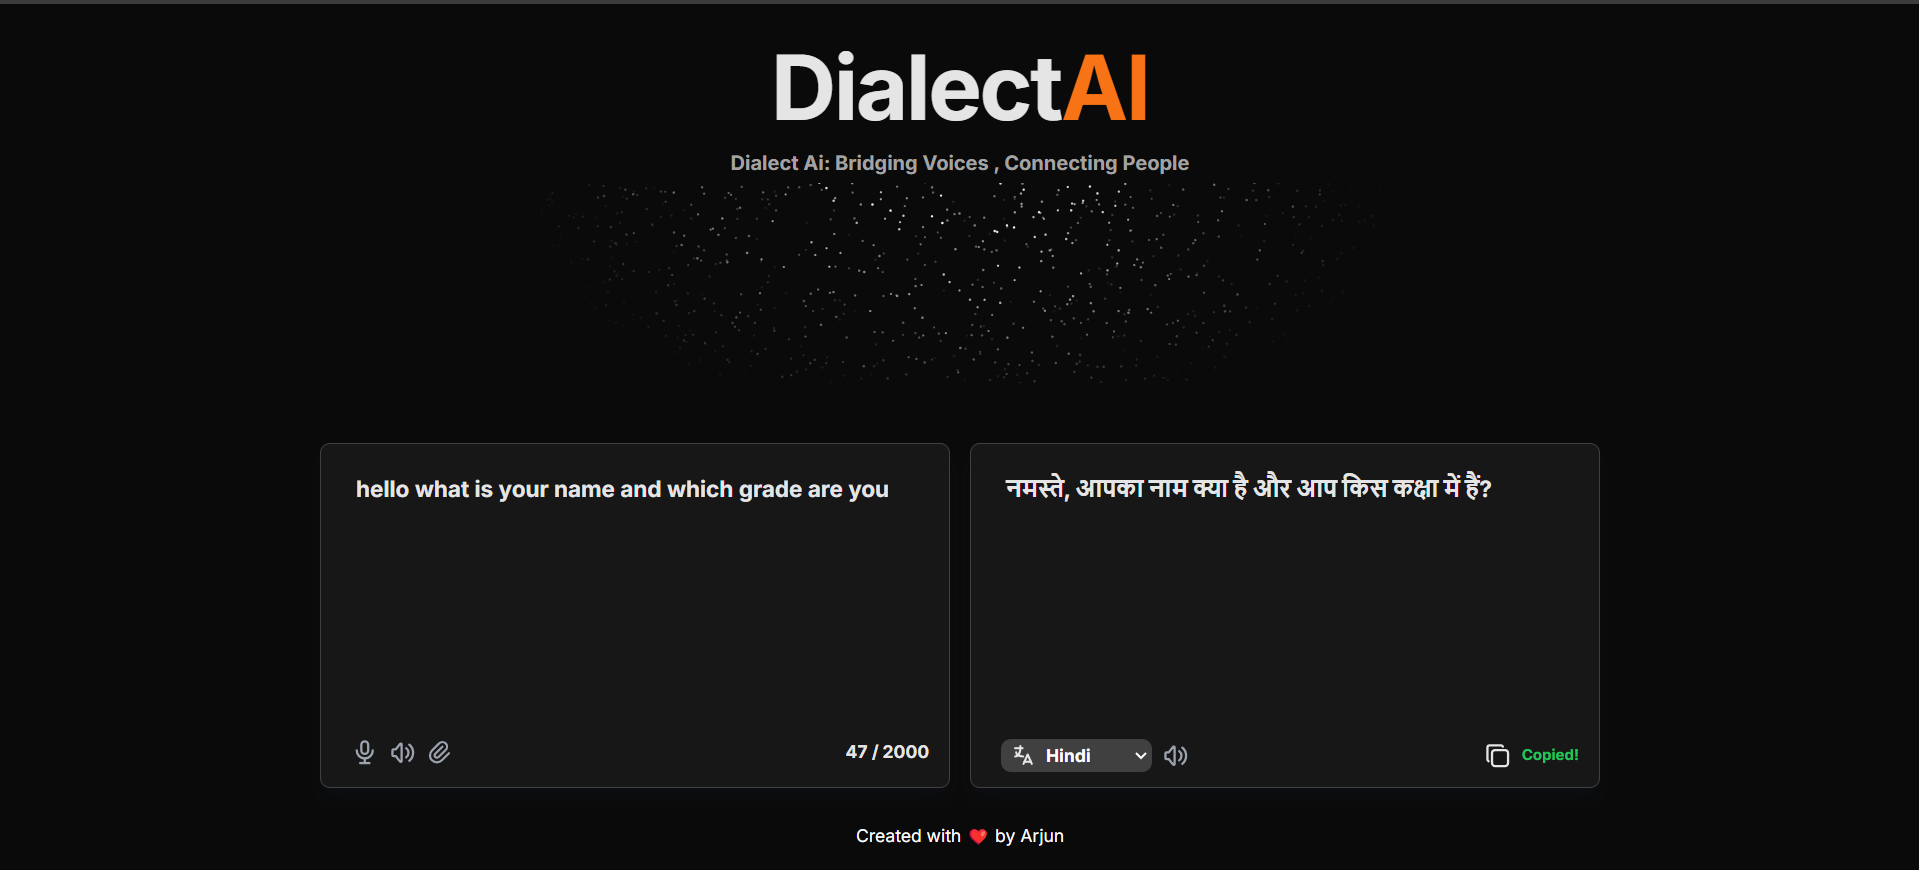 DialectAI
Dialect Ai: Bridging Voices , Connecting People
hello what is your name and which grade are you
47 / 2000
नमस्ते, आपका नाम क्या है और आप किस कक्षा में हैं?
Hindi
Copied!
Created with ❤️ by Arjun